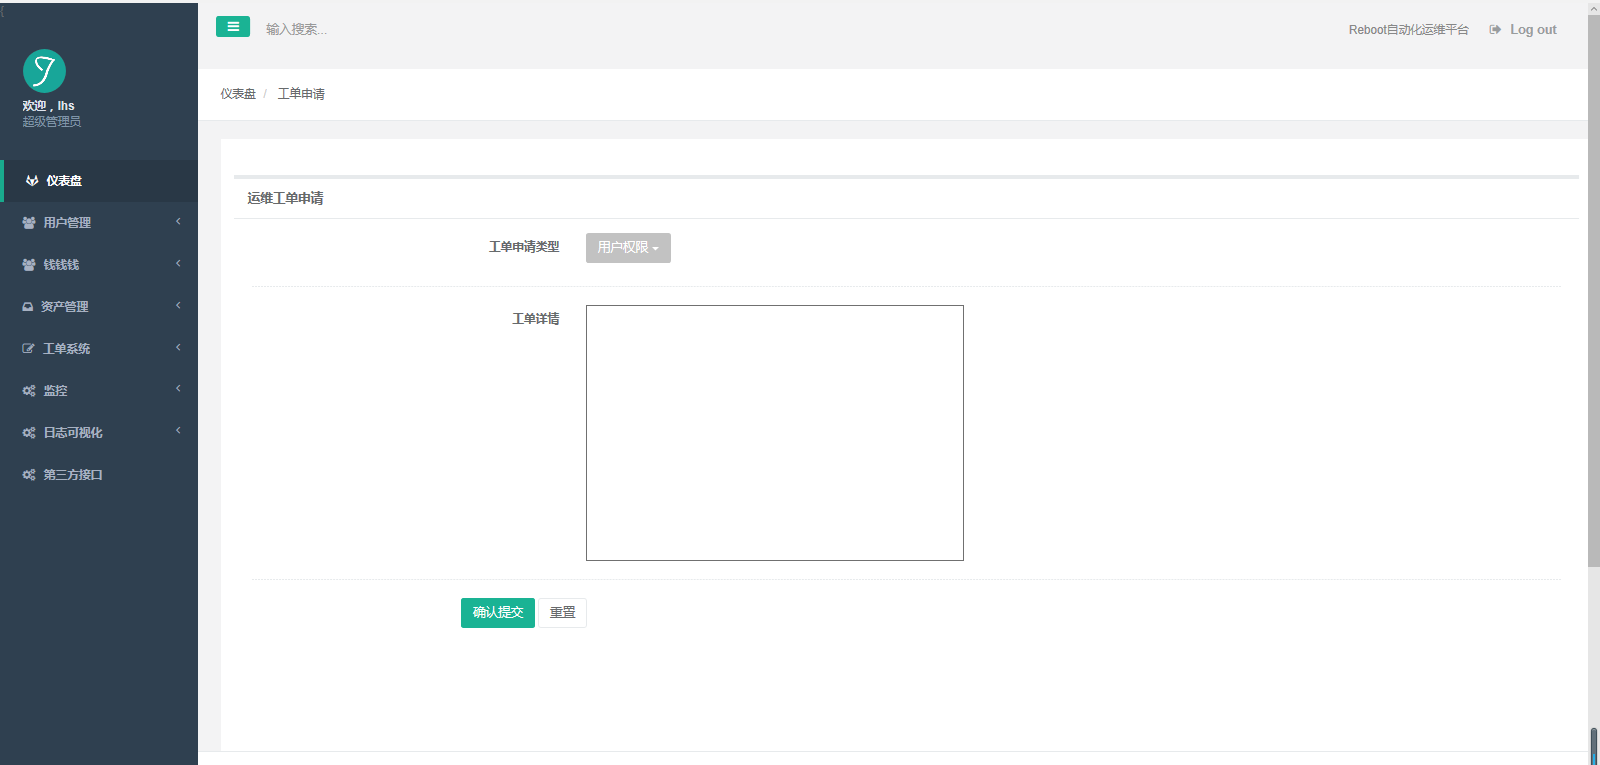 {
欢迎，lhs
超级管理员
仪表盘
用户管理
钱钱钱
资产管理
工单系统
监控
日志可视化
第三方接口
输入搜索...
Reboot自动化运维平台
Log out
仪表盘 / 工单申请
运维工单申请
工单申请类型 用户权限
工单详情
确认提交 重置